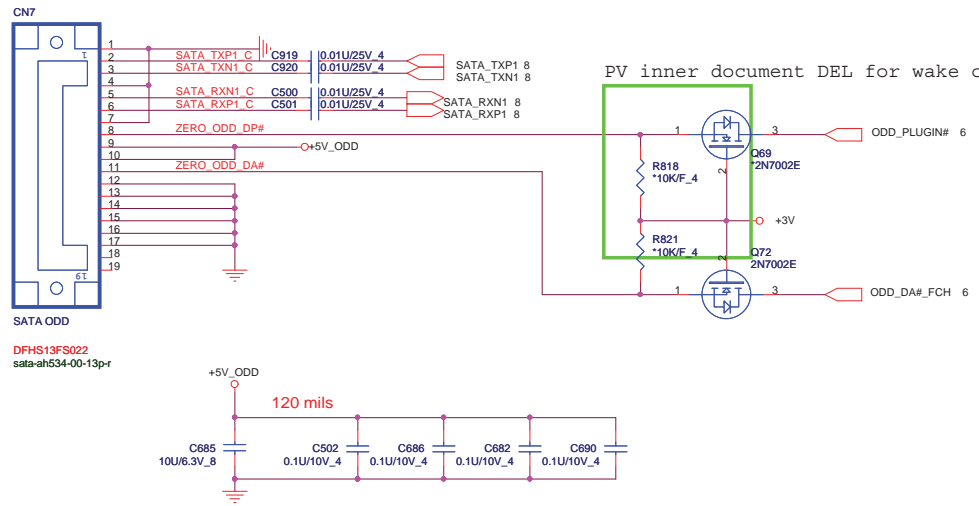 CN7
1
1
2
3
4
5
6
7
8
9
10
11
12
13
14
15
16
17
18
19
19
SATA_TXP1_C C919 0.01U/25V_4 SATA_TXP1 8
SATA_TXN1_C C920 0.01U/25V_4 SATA_TXN1 8
SATA_RXN1_C C500 0.01U/25V_4 SATA_RXN1 8
SATA_RXP1_C C501 0.01U/25V_4 SATA_RXP1 8
ZERO_ODD_DP#
+5V_ODD
ZERO_ODD_DA#
PV inner document DEL for wake
1 3 ODD_PLUGIN# 6
2
Q69
*2N7002E
R818
*10K/F_4
+3V
R821
*10K/F_4
2
Q72
2N7002E
1 3 ODD_DA#_FCH 6
SATA ODD
DFHS13FS022
sata-ah534-00-13p-r
+5V_ODD
120 mils
C685
10U/6.3V_8
C502
0.1U/10V_4
C686
0.1U/10V_4
C682
0.1U/10V_4
C690
0.1U/10V_4